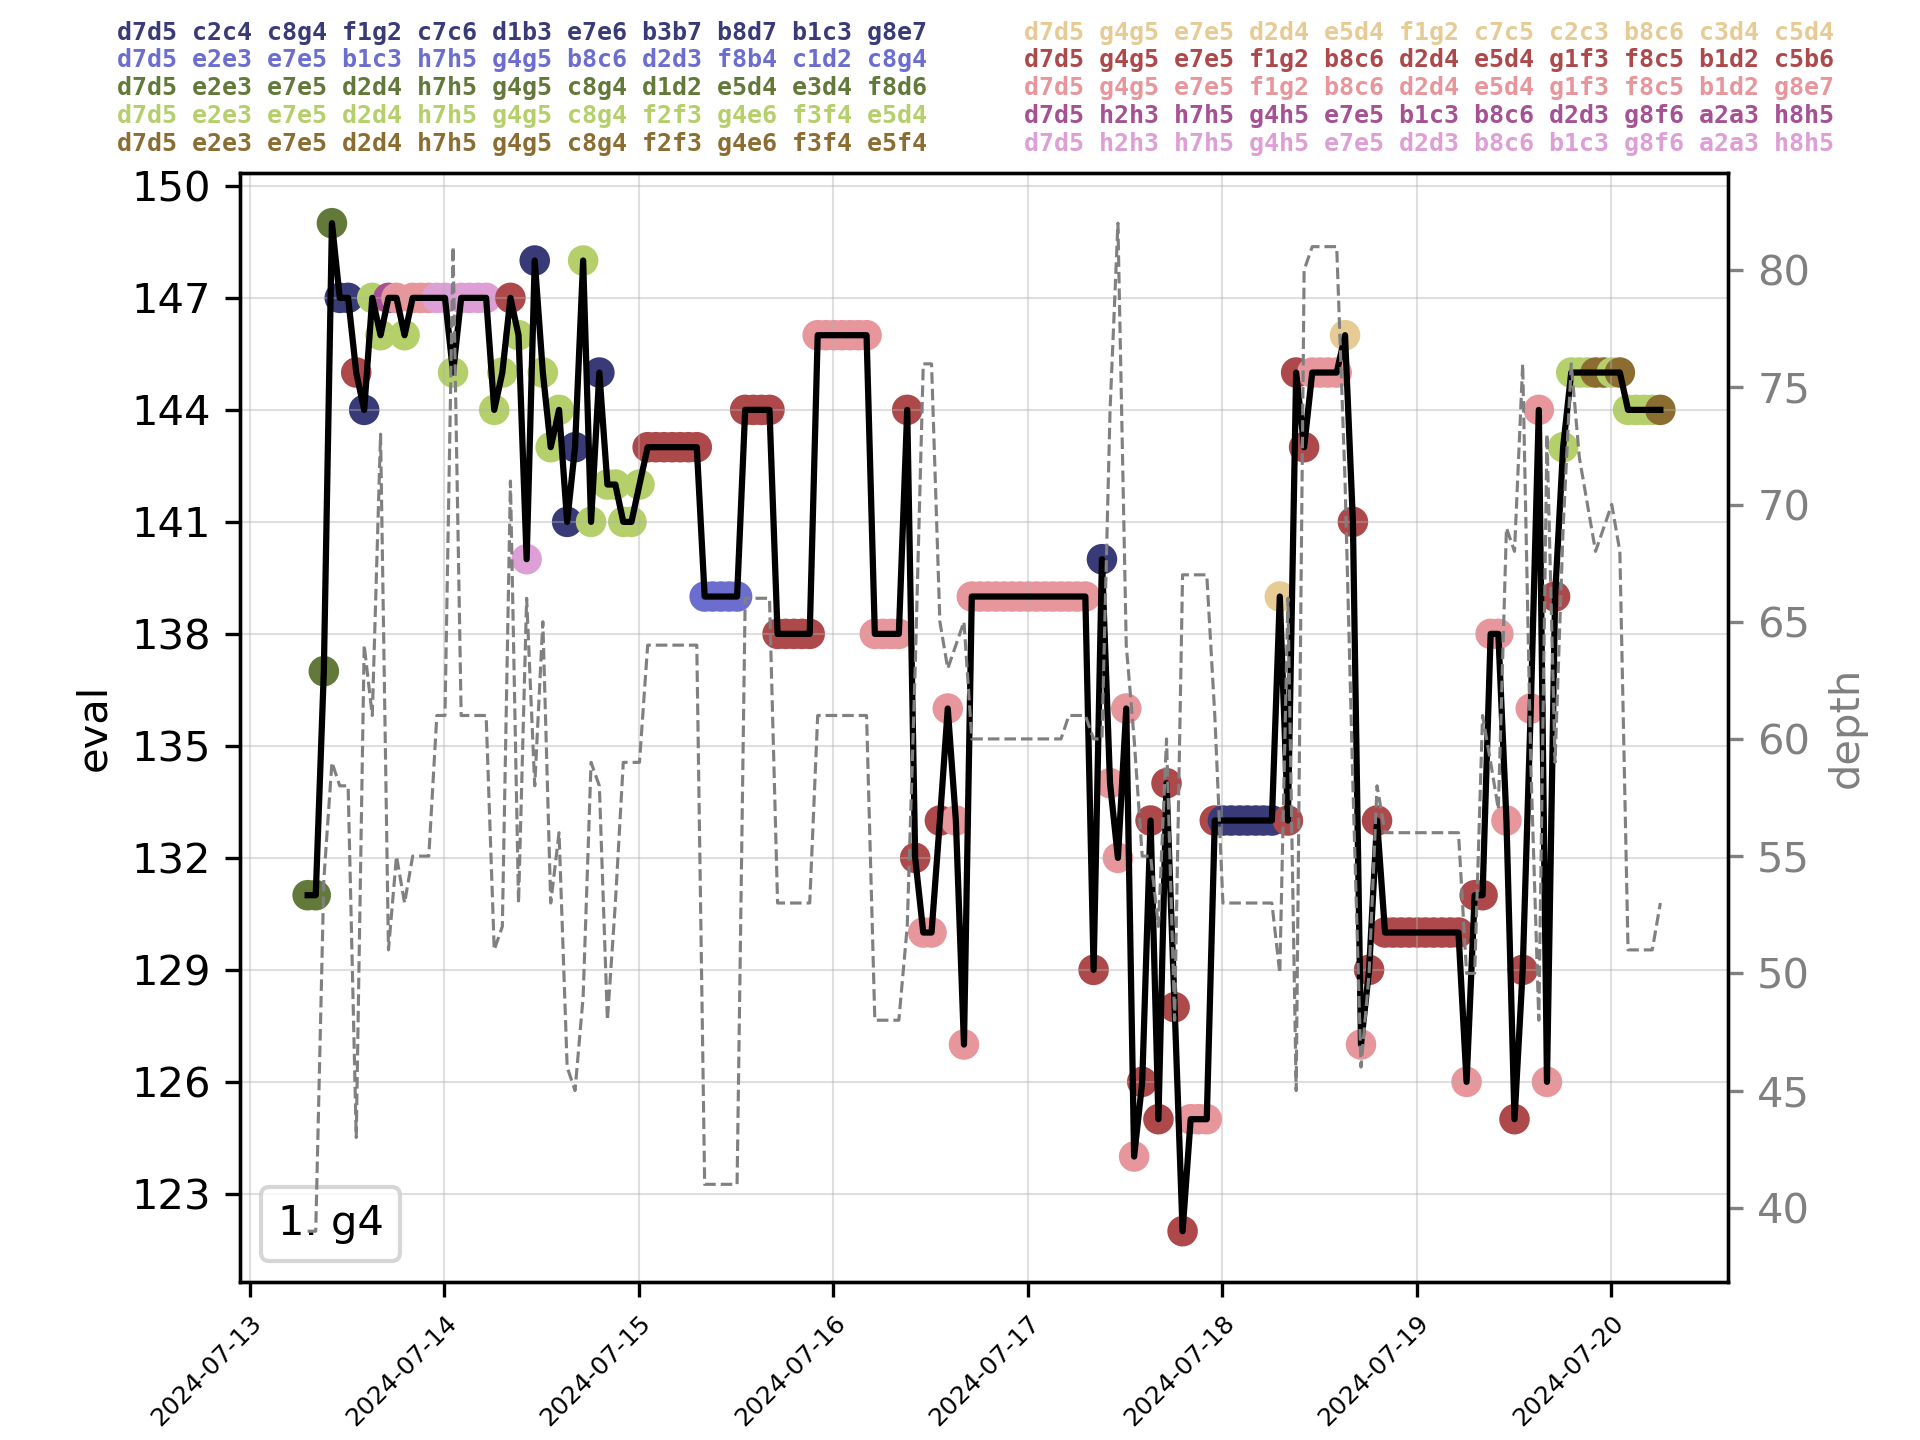 d7d5 c2c4 c8g4 f1g2 c7c6 d1b3 e7e6 b3b7 b8d7 b1c3 g8e7
d7d5 e2e3 e7e5 b1c3 h7h5 g4g5 b8c6 d2d3 f8b4 c1d2 c8g4
d7d5 e2e3 e7e5 d2d4 h7h5 g4g5 c8g4 d1d2 e5d4 e3d4 f8d6
d7d5 e2e3 e7e5 d2d4 h7h5 g4g5 c8g4 f2f3 g4e6 f3f4 e5d4
d7d5 e2e3 e7e5 d2d4 h7h5 g4g5 c8g4 f2f3 g4e6 f3f4 e5f4
d7d5 g4g5 e7e5 d2d4 e5d4 f1g2 c7c5 c2c3 b8c6 c3d4 c5d4
d7d5 g4g5 e7e5 f1g2 b8c6 d2d4 e5d4 g1f3 f8c5 b1d2 c5b6
d7d5 g4g5 e7e5 f1g2 b8c6 d2d4 e5d4 g1f3 f8c5 b1d2 g8e7
d7d5 h2h3 h7h5 g4h5 e7e5 b1c3 b8c6 d2d3 g8f6 a2a3 h8h5
d7d5 h2h3 h7h5 g4h5 e7e5 d2d3 b8c6 b1c3 g8f6 a2a3 h8h5
150
147
144
141
138
135
132
129
126
123
eval
80
75
70
65
60
55
50
45
40
depth
1. g4
2024-07-13
2024-07-14
2024-07-15
2024-07-16
2024-07-17
2024-07-18
2024-07-19
2024-07-20